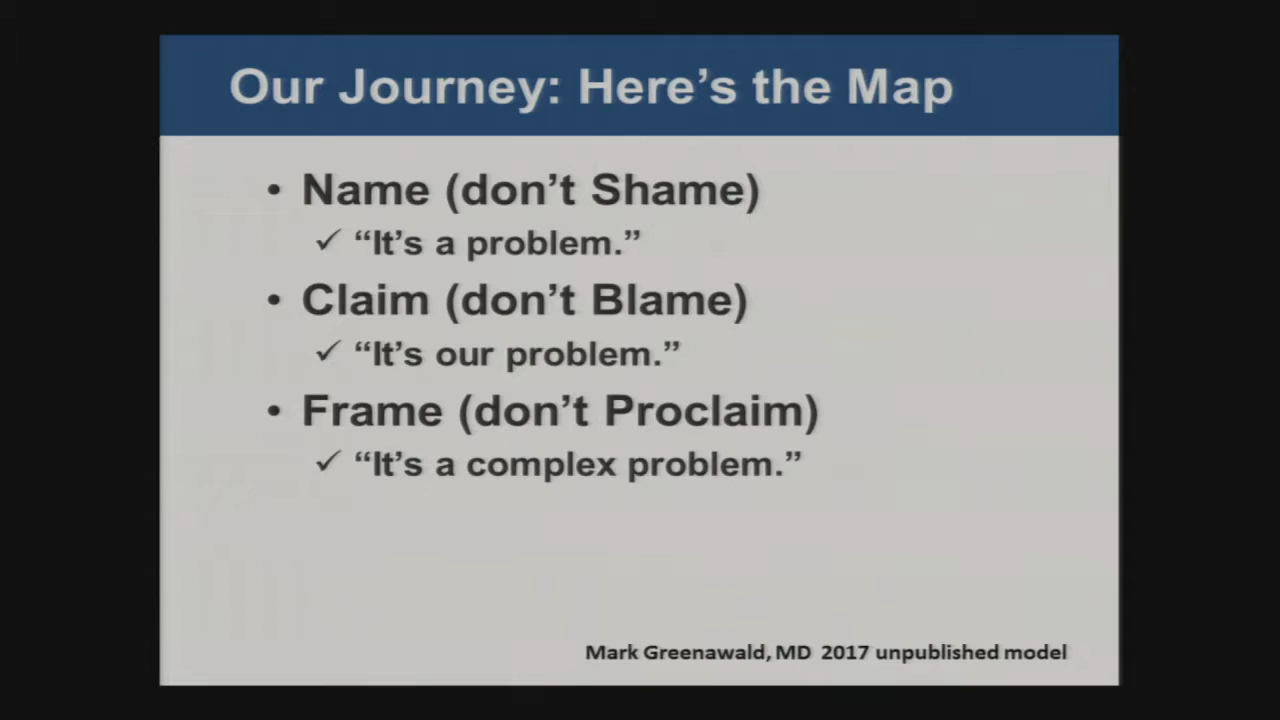 Our Journey: Here’s the Map
• Name (don’t Shame)
✓ “It’s a problem.”
• Claim (don’t Blame)
✓ “It’s our problem.”
• Frame (don’t Proclaim)
✓ “It’s a complex problem.”
Mark Greenawald, MD 2017 unpublished model